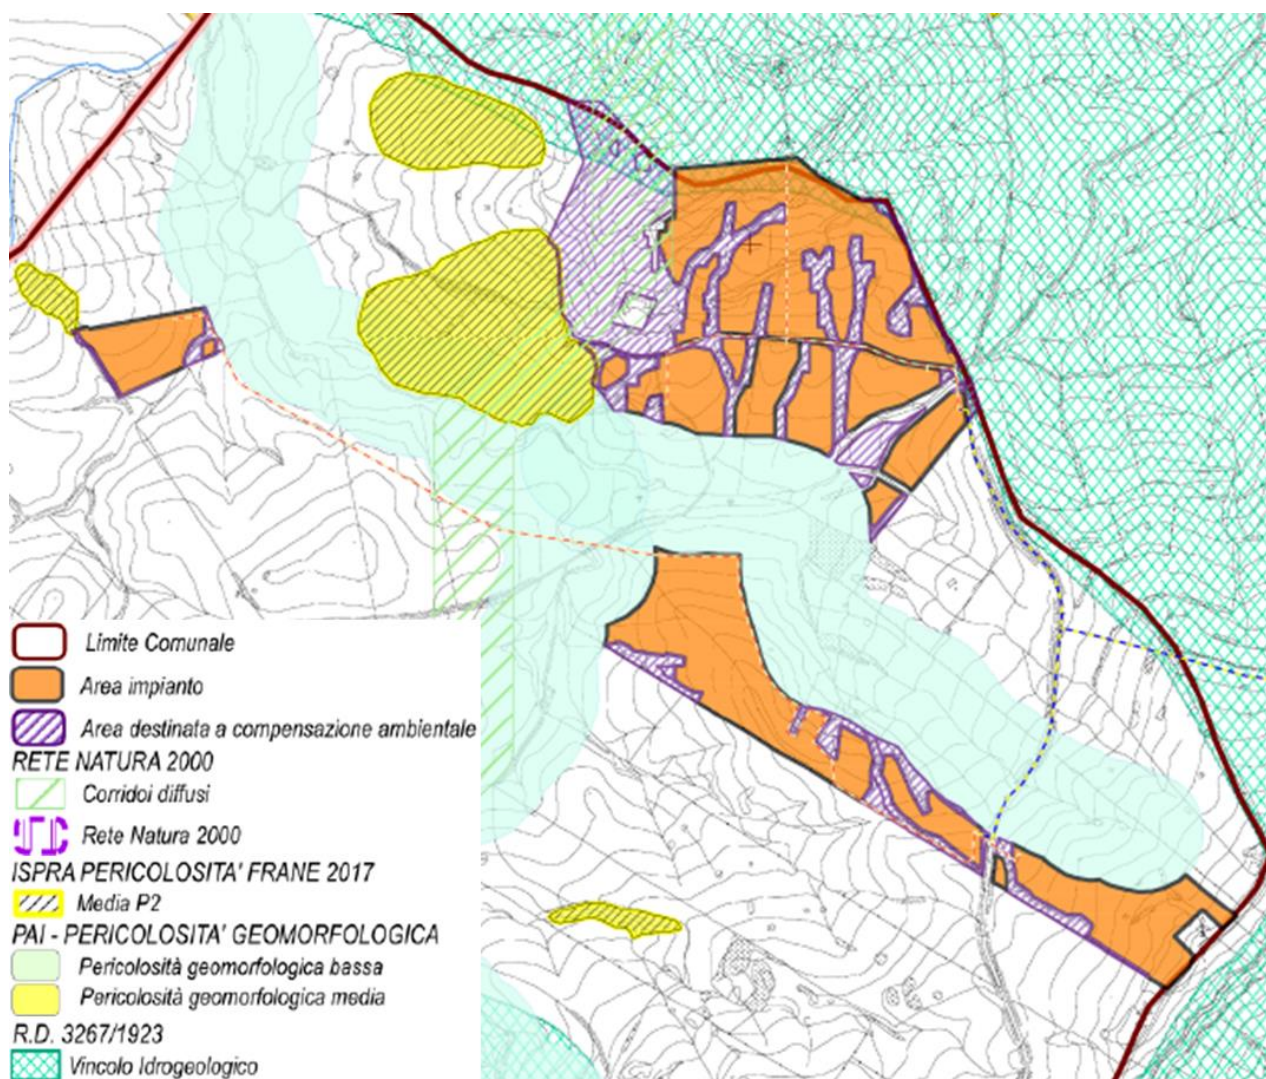 Limite Comunale
Area impianto
Area destinata a compensazione ambientale
RETE NATURA 2000
Corridoi diffusi
Rete Natura 2000
ISPRA PERICOLOSITA' FRANE 2017
Media P2
PAI - PERICOLOSITA' GEOMORFOLOGICA
Pericolosità geomorfologica bassa
Pericolosità geomorfologica media
R.D. 3267/1923
Vincolo Idrogeologico